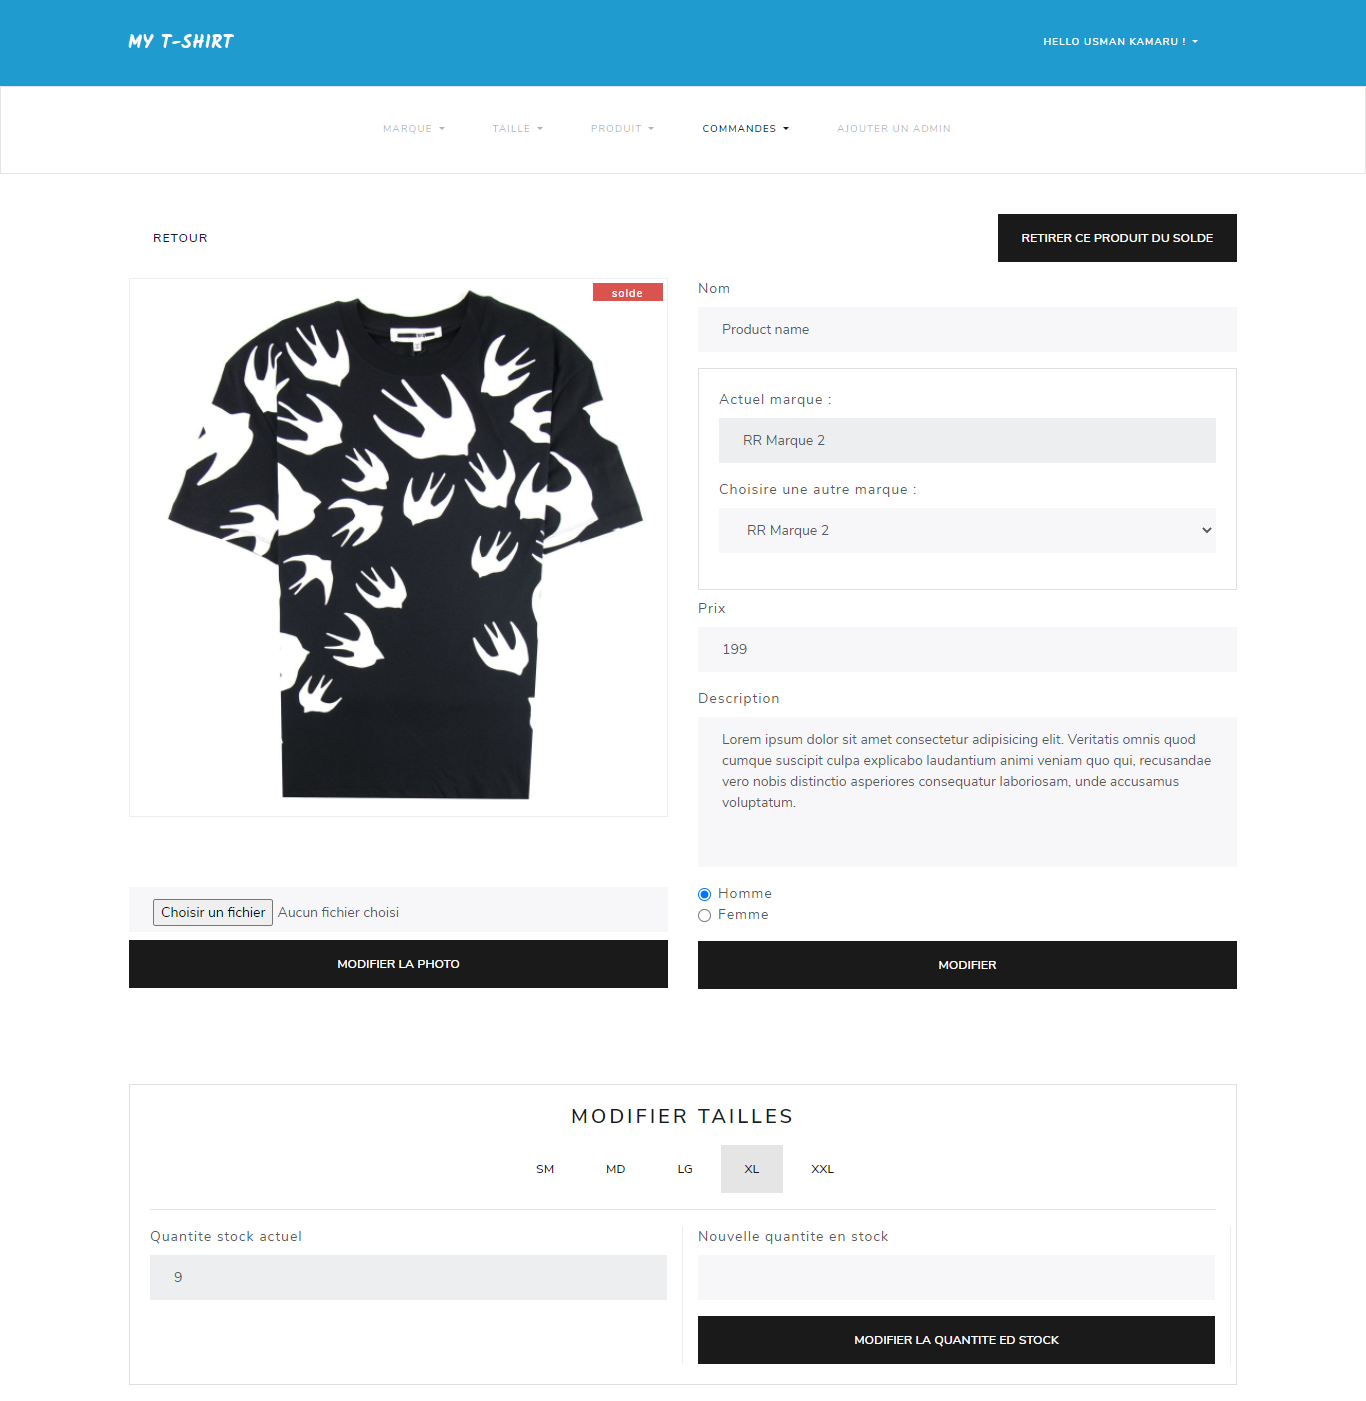 MY T-SHIRT
HELLO USMAN KAMARU !
MARQUE TAILLE PRODUIT COMMANDES AJOUTER UN ADMIN
RETOUR
RETIRER CE PRODUIT DU SOLDE
solde
Nom
Product name
Actuel marque :
RR Marque 2
Choisire une autre marque :
RR Marque 2
Prix
199
Description
Lorem ipsum dolor sit amet consectetur adipisicing elit. Veritatis omnis quod
cumque suscipit culpa explicabo laudantium animi veniam quo qui, recusandae
vero nobis distinctio asperiores consequatur laboriosam, unde accusamus
voluptatum.
Homme
Femme
Choisir un fichier Aucun fichier choisi
MODIFIER LA PHOTO
MODIFIER
MODIFIER TAILLES
SM MD LG XL XXL
Quantite stock actuel
9
Nouvelle quantite en stock
MODIFIER LA QUANTITE ED STOCK